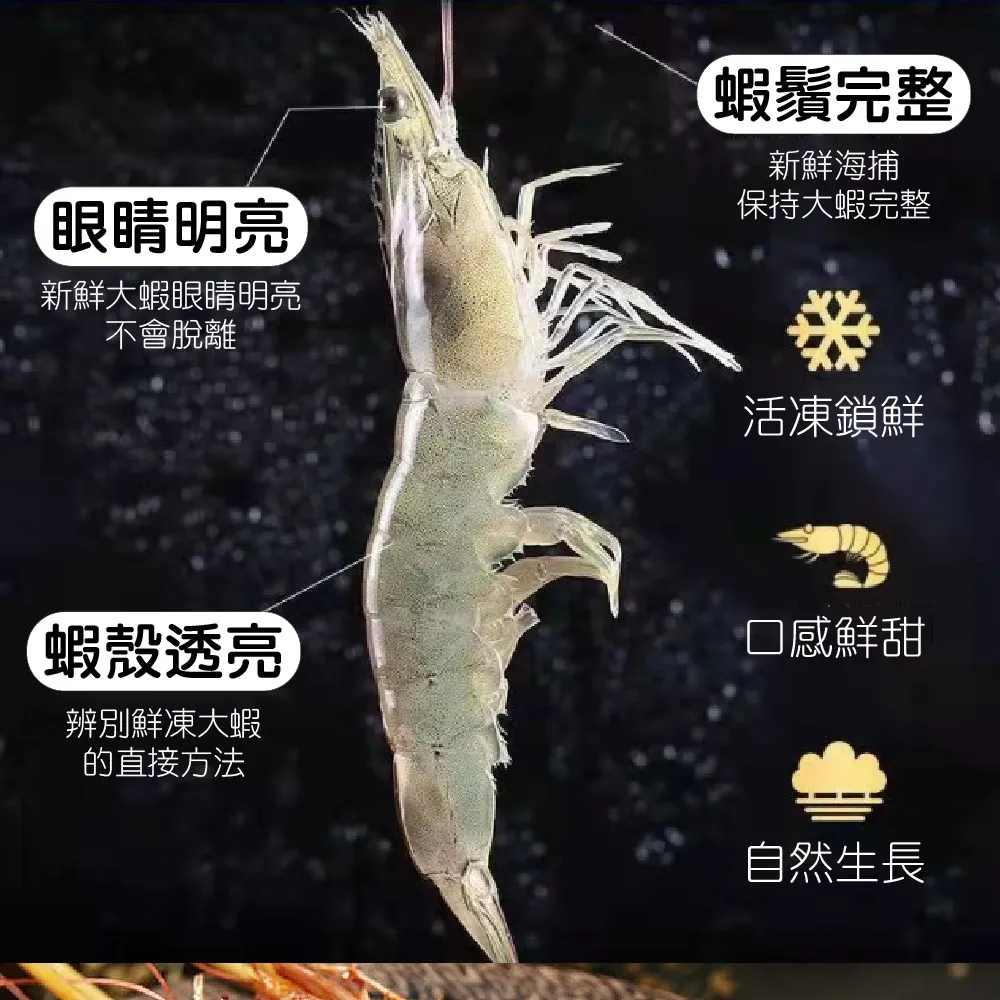 蝦鬚完整
新鮮海捕
保持大蝦完整
眼睛明亮
新鮮大蝦眼睛明亮
不會脫離
活凍鎖鮮
口感鮮甜
蝦殼透亮
辨別鮮凍大蝦
的直接方法
自然生長